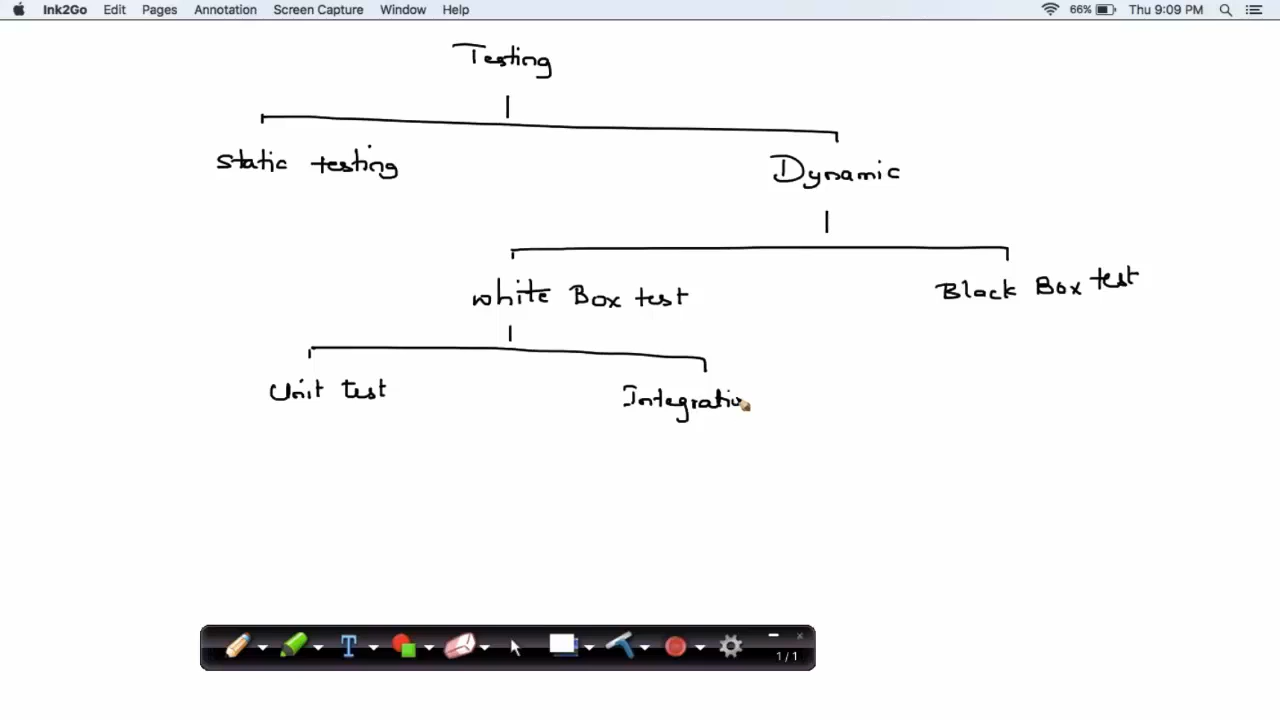 Ink2Go Edit Pages Annotation Screen Capture Window Help 66% Thu 9:09 PM
Testing
Static testing
Dynamic
white Box test
Black Box test
Unit test
Integratio
T
1/1